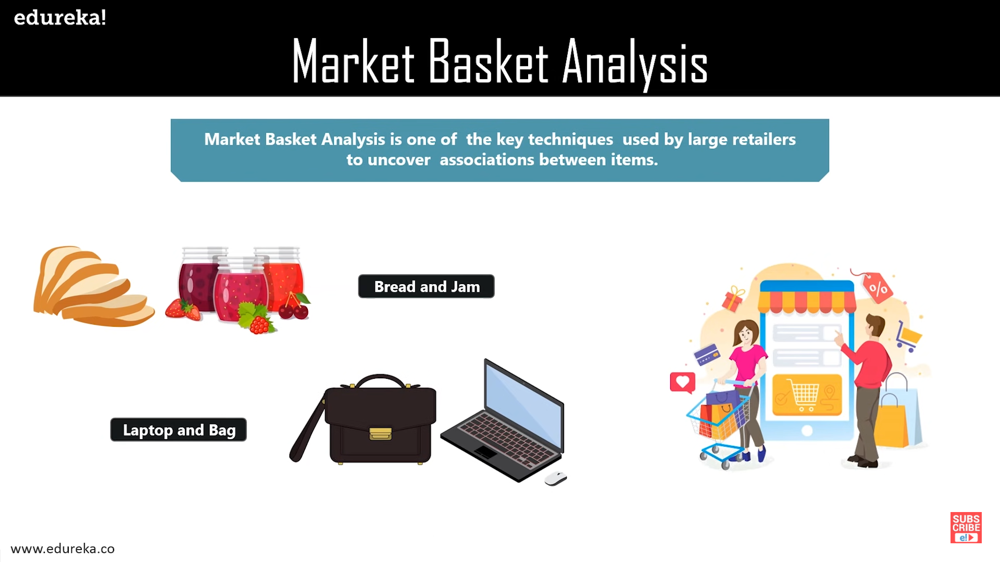 edureka!
Market Basket Analysis
Market Basket Analysis is one of the key techniques used by large retailers
to uncover associations between items.
Bread and Jam
%
Laptop and Bag
SUBS
CRIBE
e!
www.edureka.co